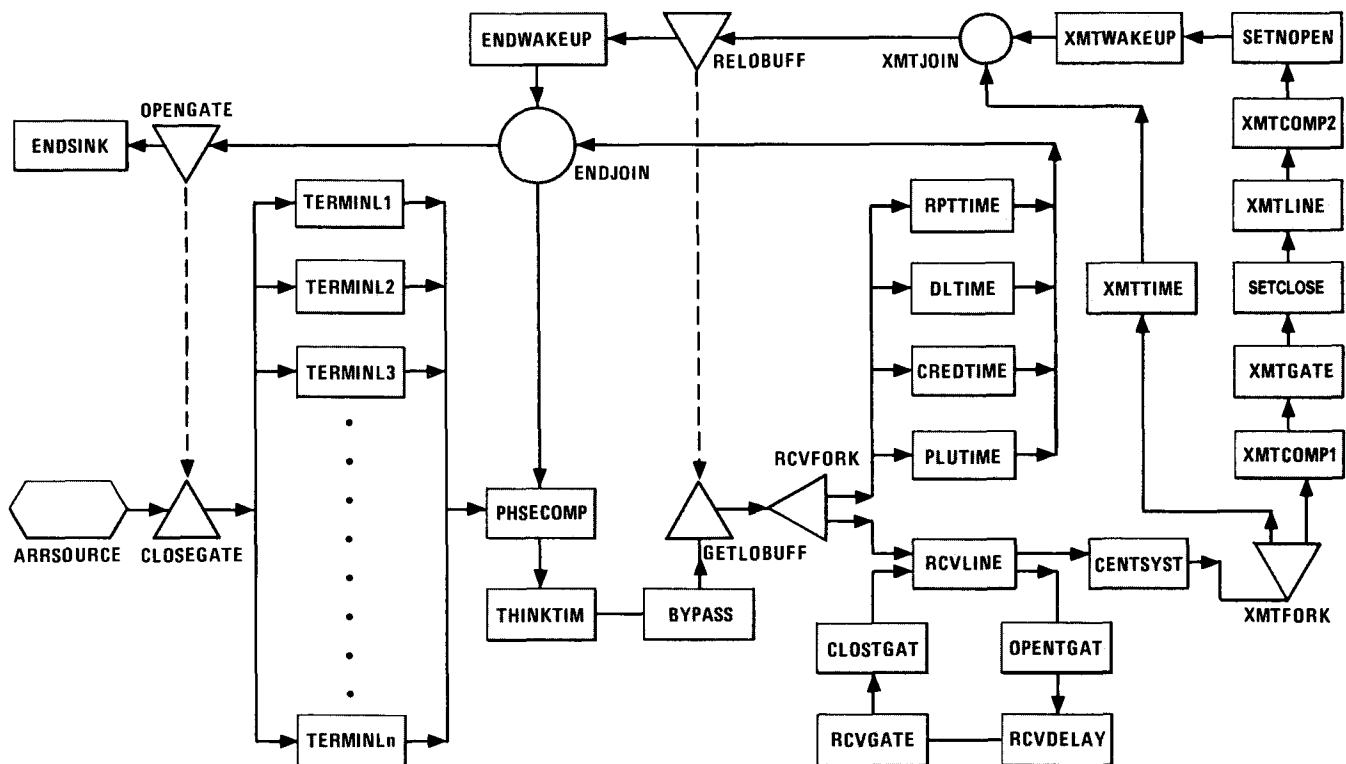 ENDWAKEUP
RELOBUFF
XMTJOIN
XMTWAKEUP
SETNOPEN
OPENGATE
ENDSINK
ENDJOIN
XMTCOMP2
TERMINL1
RPTTIME
XMTLINE
TERMINL2
DLTIME
XMTTIME
SETCLOSE
TERMINL3
CREDTIME
XMTGATE
RCVFORK
PLUTIME
XMTCOMP1
ARRSOURCE
CLOSEGATE
PHSECOMP
GETLOBUFF
RCVLINE
CENTSYST
THINKTIM
BYPASS
XMTFORK
CLOSTGAT
OPENTGAT
TERMINLn
RCVGATE
RCVDELAY